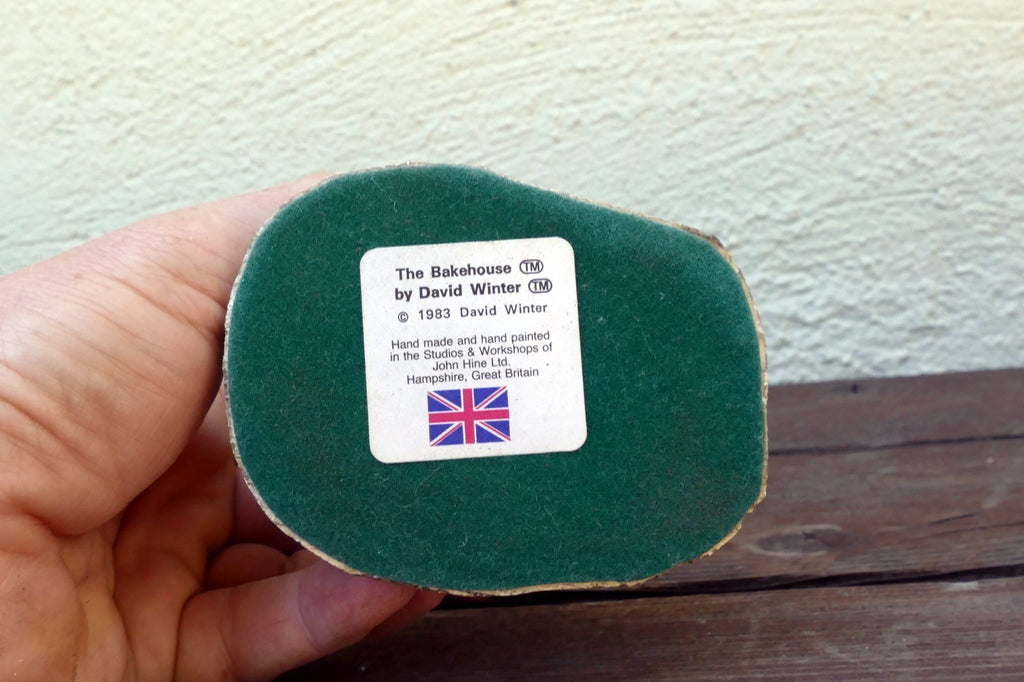 The Bakehouse TM
by David Winter TM
© 1983 David Winter
Hand made and hand painted
in the Studios & Workshops of
John Hine Ltd.
Hampshire, Great Britain